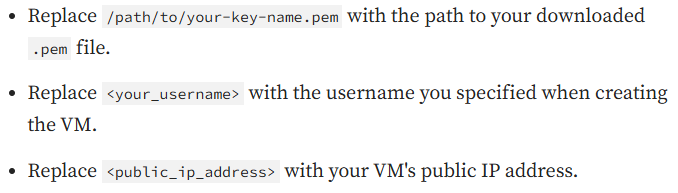 • Replace /path/to/your-key-name.pem with the path to your downloaded
.pem file.
• Replace <your_username> with the username you specified when creating
the VM.
• Replace <public_ip_address> with your VM's public IP address.